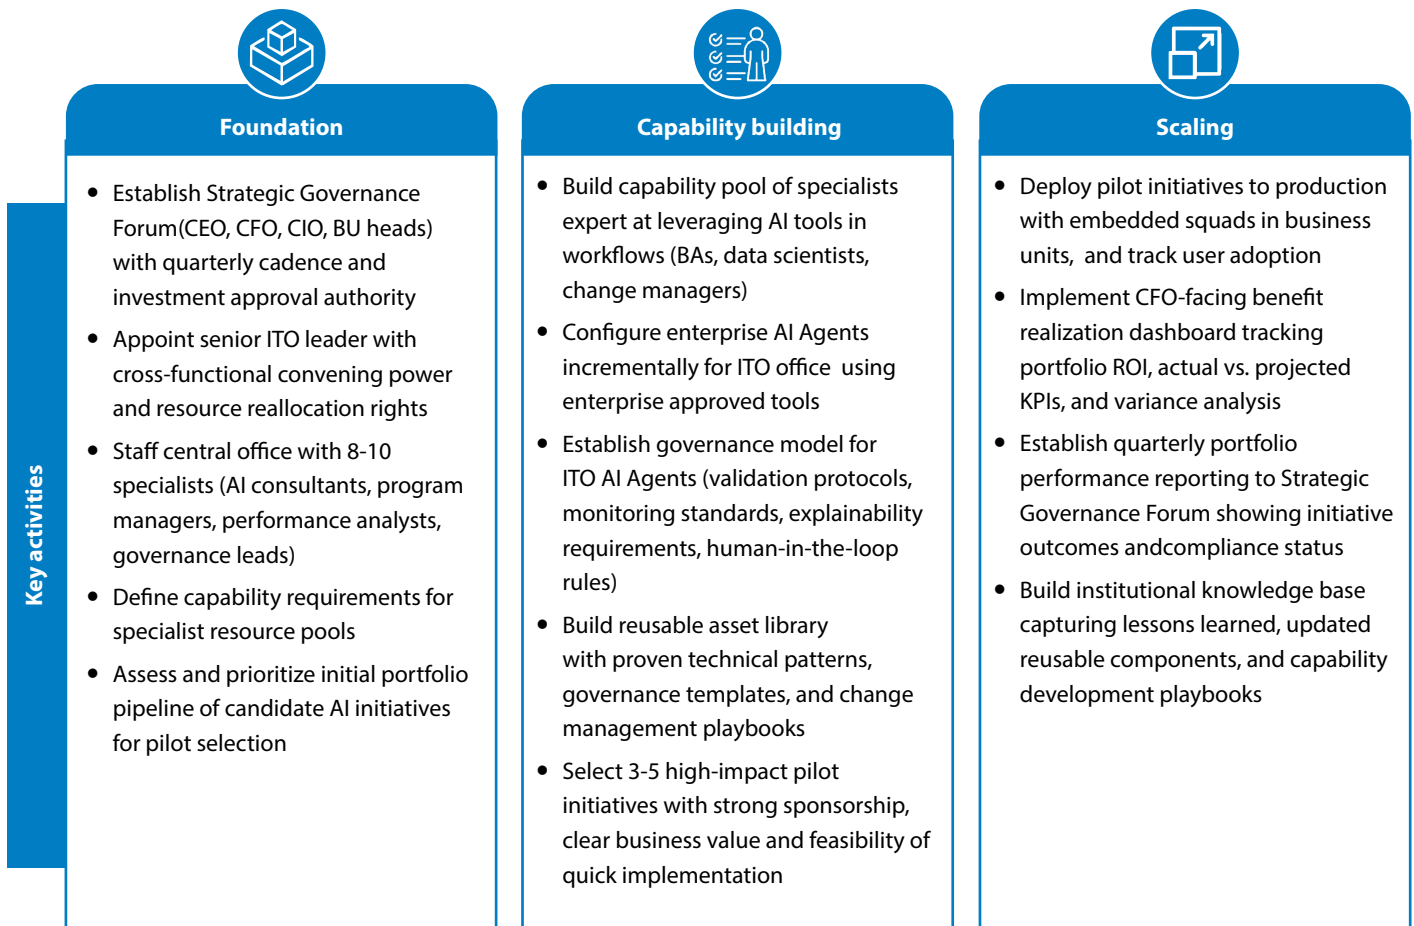 Key activities
Foundation
• Establish Strategic Governance
Forum(CEO, CFO, CIO, BU heads)
with quarterly cadence and
investment approval authority
• Appoint senior ITO leader with
cross-functional convening power
and resource reallocation rights
• Staff central office with 8-10
specialists (AI consultants, program
managers, performance analysts,
governance leads)
• Define capability requirements for
specialist resource pools
• Assess and prioritize initial portfolio
pipeline of candidate AI initiatives
for pilot selection
Capability building
• Build capability pool of specialists
expert at leveraging AI tools in
workflows (BAs, data scientists,
change managers)
• Configure enterprise AI Agents
incrementally for ITO office using
enterprise approved tools
• Establish governance model for
ITO AI Agents (validation protocols,
monitoring standards, explainability
requirements, human-in-the-loop
rules)
• Build reusable asset library
with proven technical patterns,
governance templates, and change
management playbooks
• Select 3-5 high-impact pilot
initiatives with strong sponsorship,
clear business value and feasibility of
quick implementation
Scaling
• Deploy pilot initiatives to production
with embedded squads in business
units, and track user adoption
• Implement CFO-facing benefit
realization dashboard tracking
portfolio ROI, actual vs. projected
KPIs, and variance analysis
• Establish quarterly portfolio
performance reporting to Strategic
Governance Forum showing initiative
outcomes andcompliance status
• Build institutional knowledge base
capturing lessons learned, updated
reusable components, and capability
development playbooks